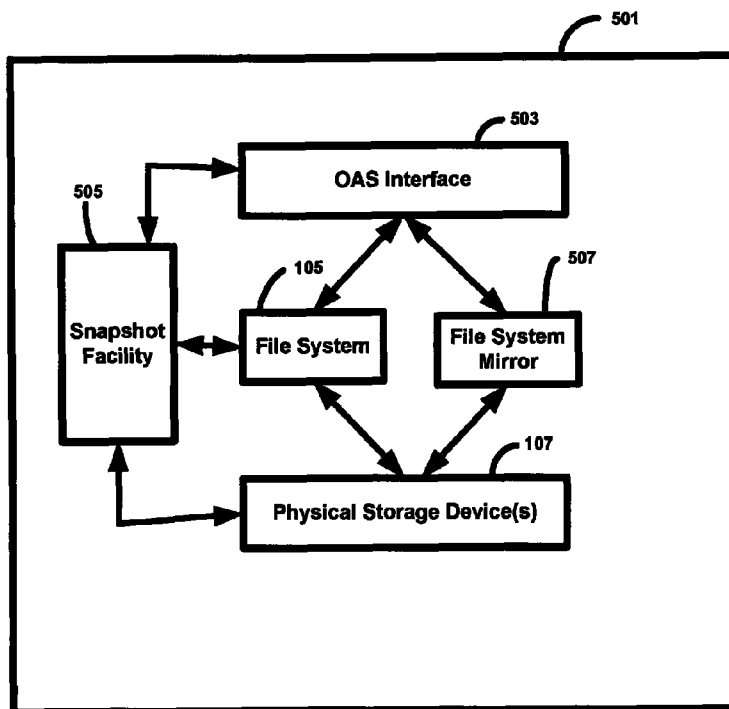 501
503
OAS Interface
505
105
507
Snapshot
Facility
File System
File System
Mirror
107
Physical Storage Device(s)